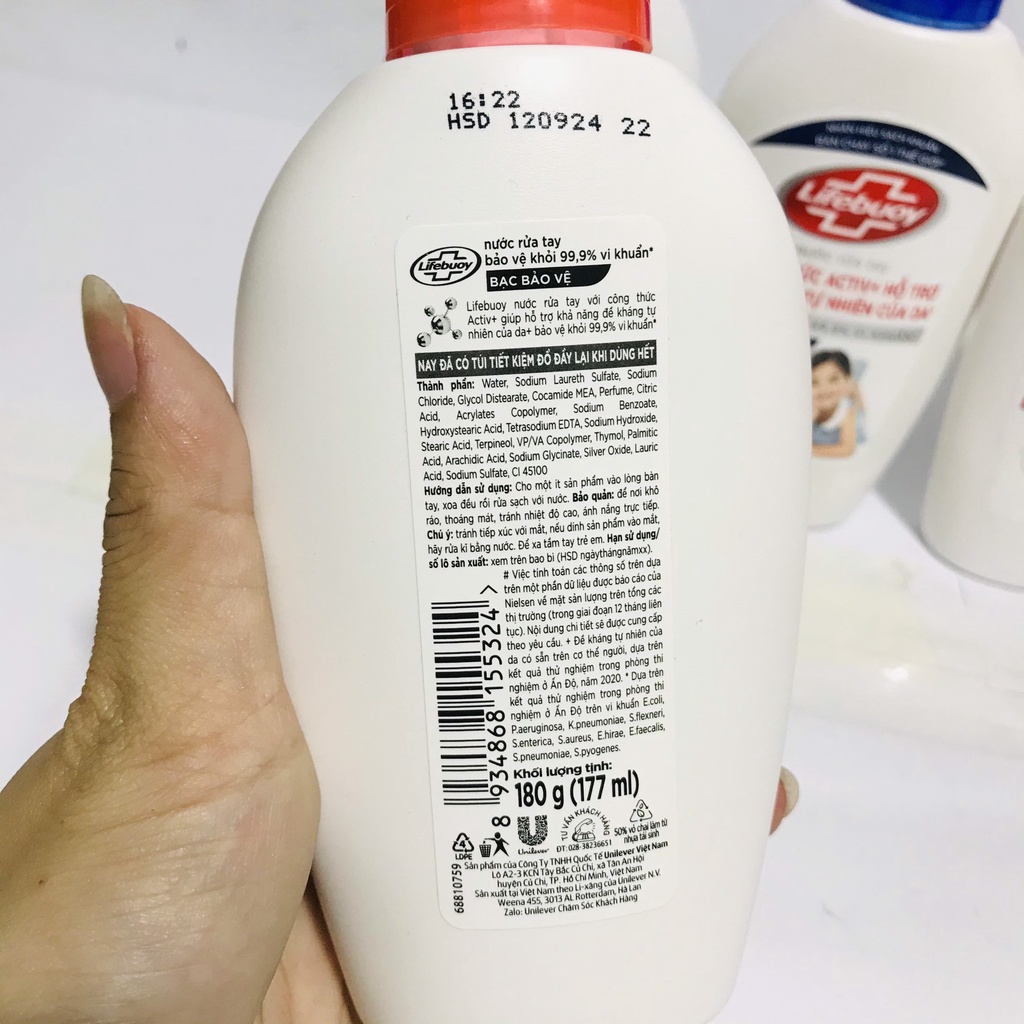 16:22
HSD 120924 22
Lifebuoy
nước rửa tay
bảo vệ khỏi 99,9% vi khuẩn*
BẠC BẢO VỆ
Lifebuoy nước rửa tay với công thức
Activ+ giúp hỗ trợ khả năng đề kháng tự
nhiên của da+ bảo vệ khỏi 99,9% vi khuẩn*
NAY ĐÃ CÓ TÚI TIẾT KIỆM ĐỔ ĐẦY LẠI KHI DÙNG HẾT
Thành phần: Water, Sodium Laureth Sulfate, Sodium
Chloride, Glycol Distearate, Cocamide MEA, Perfume, Citric
Acid, Acrylates Copolymer, Sodium Benzoate,
Hydroxystearic Acid, Tetrasodium EDTA, Sodium Hydroxide,
Stearic Acid, Terpineol, VP/VA Copolymer, Thymol, Palmitic
Acid, Arachidic Acid, Sodium Glycinate, Silver Oxide, Lauric
Acid, Sodium Sulfate, CI 45100
Hướng dẫn sử dụng: Cho một ít sản phẩm vào lòng bàn
tay, xoa đều rồi rửa sạch với nước. Bảo quản: để nơi khô
ráo, thoáng mát, tránh nhiệt độ cao, ánh nắng trực tiếp.
Chú ý: tránh tiếp xúc với mắt, nếu dính sản phẩm vào mắt,
hãy rửa kĩ bằng nước. Để xa tầm tay trẻ em. Hạn sử dụng/
số lô sản xuất: xem trên bao bì (HSD ngàythángnămxx).
# Việc tính toán các thông số trên dựa
trên một phần dữ liệu được báo cáo của
Nielsen về mặt sản lượng trên tổng các
thị trường (trong giai đoạn 12 tháng liên
tục). Nội dung chi tiết sẽ được cung cấp
theo yêu cầu. + Đề kháng tự nhiên của
da có sẵn trên cơ thể người, dựa trên
kết quả thử nghiệm trong phòng thí
nghiệm ở Ấn Độ, năm 2020. * Dựa trên
kết quả thử nghiệm trong phòng thí
nghiệm ở Ấn Độ trên vi khuẩn E.coli,
P.aeruginosa, K.pneumoniae, S.flexneri,
S.enterica, S.aureus, E.hirae, E.faecalis,
S.pneumoniae, S.pyogenes.
8 934868 155324 >
Khối lượng tịnh:
180 g (177 ml)
LDPE
Unilever
TƯ VẤN KHÁCH HÀNG
ĐT: 028-38236651
50% vỏ chai làm từ
nhựa tái sinh
68810759
Sản phẩm của Công Ty TNHH Quốc Tế Unilever Việt Nam
Lô A2-3 KCN Tây Bắc Củ Chi, xã Tân An Hội
huyện Củ Chi, TP. Hồ Chí Minh, Việt Nam
Sản xuất tại Việt Nam theo Li-xăng của Unilever N.V.
Weena 455, 3013 AL Rotterdam, Hà Lan
Zalo: Unilever Chăm Sóc Khách Hàng
Lifebuoy
nước rửa tay
ACTIV+ HỖ TRỢ
TỰ NHIÊN CỦA DA+